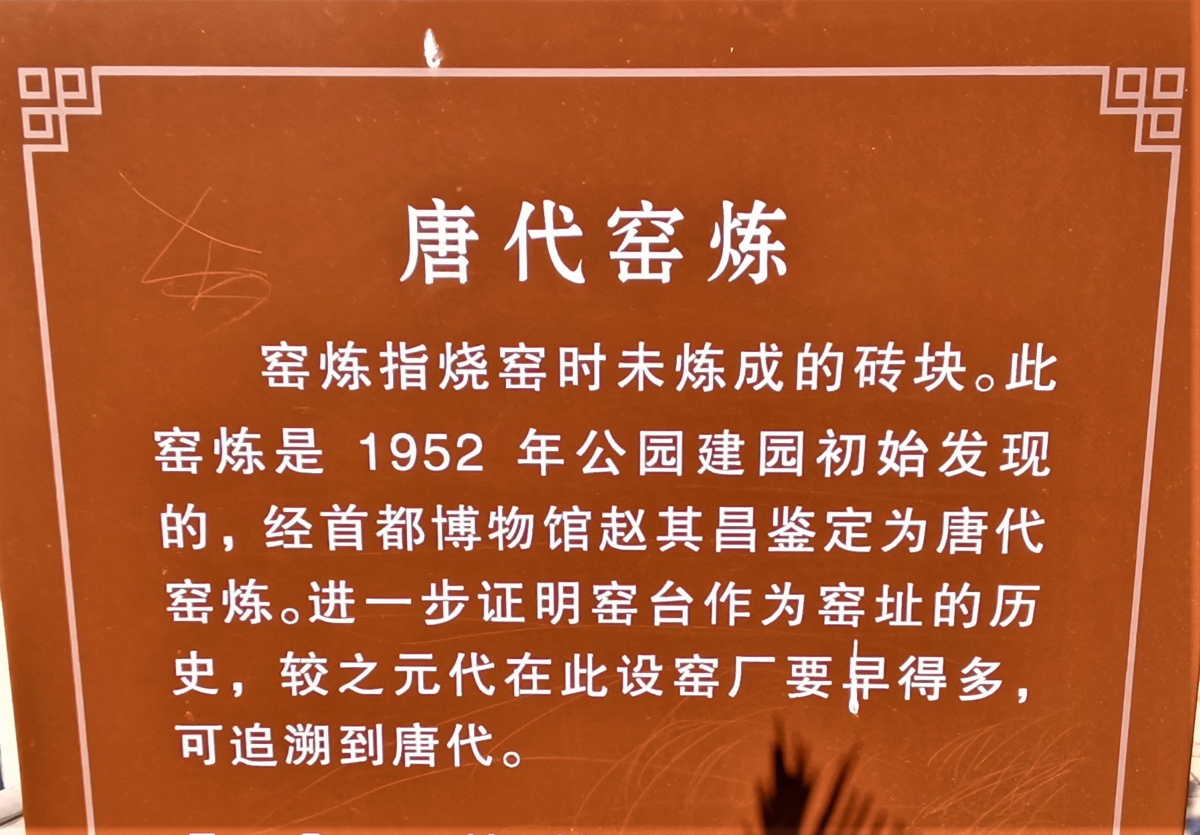 唐代窑炼
窑炼指烧窑时未炼成的砖块。此
窑炼是 1952 年公园建园初始发现
的，经首都博物馆赵其昌鉴定为唐代
窑炼。进一步证明窑台作为窑址的历
史，较之元代在此设窑厂要早得多，
可追溯到唐代。